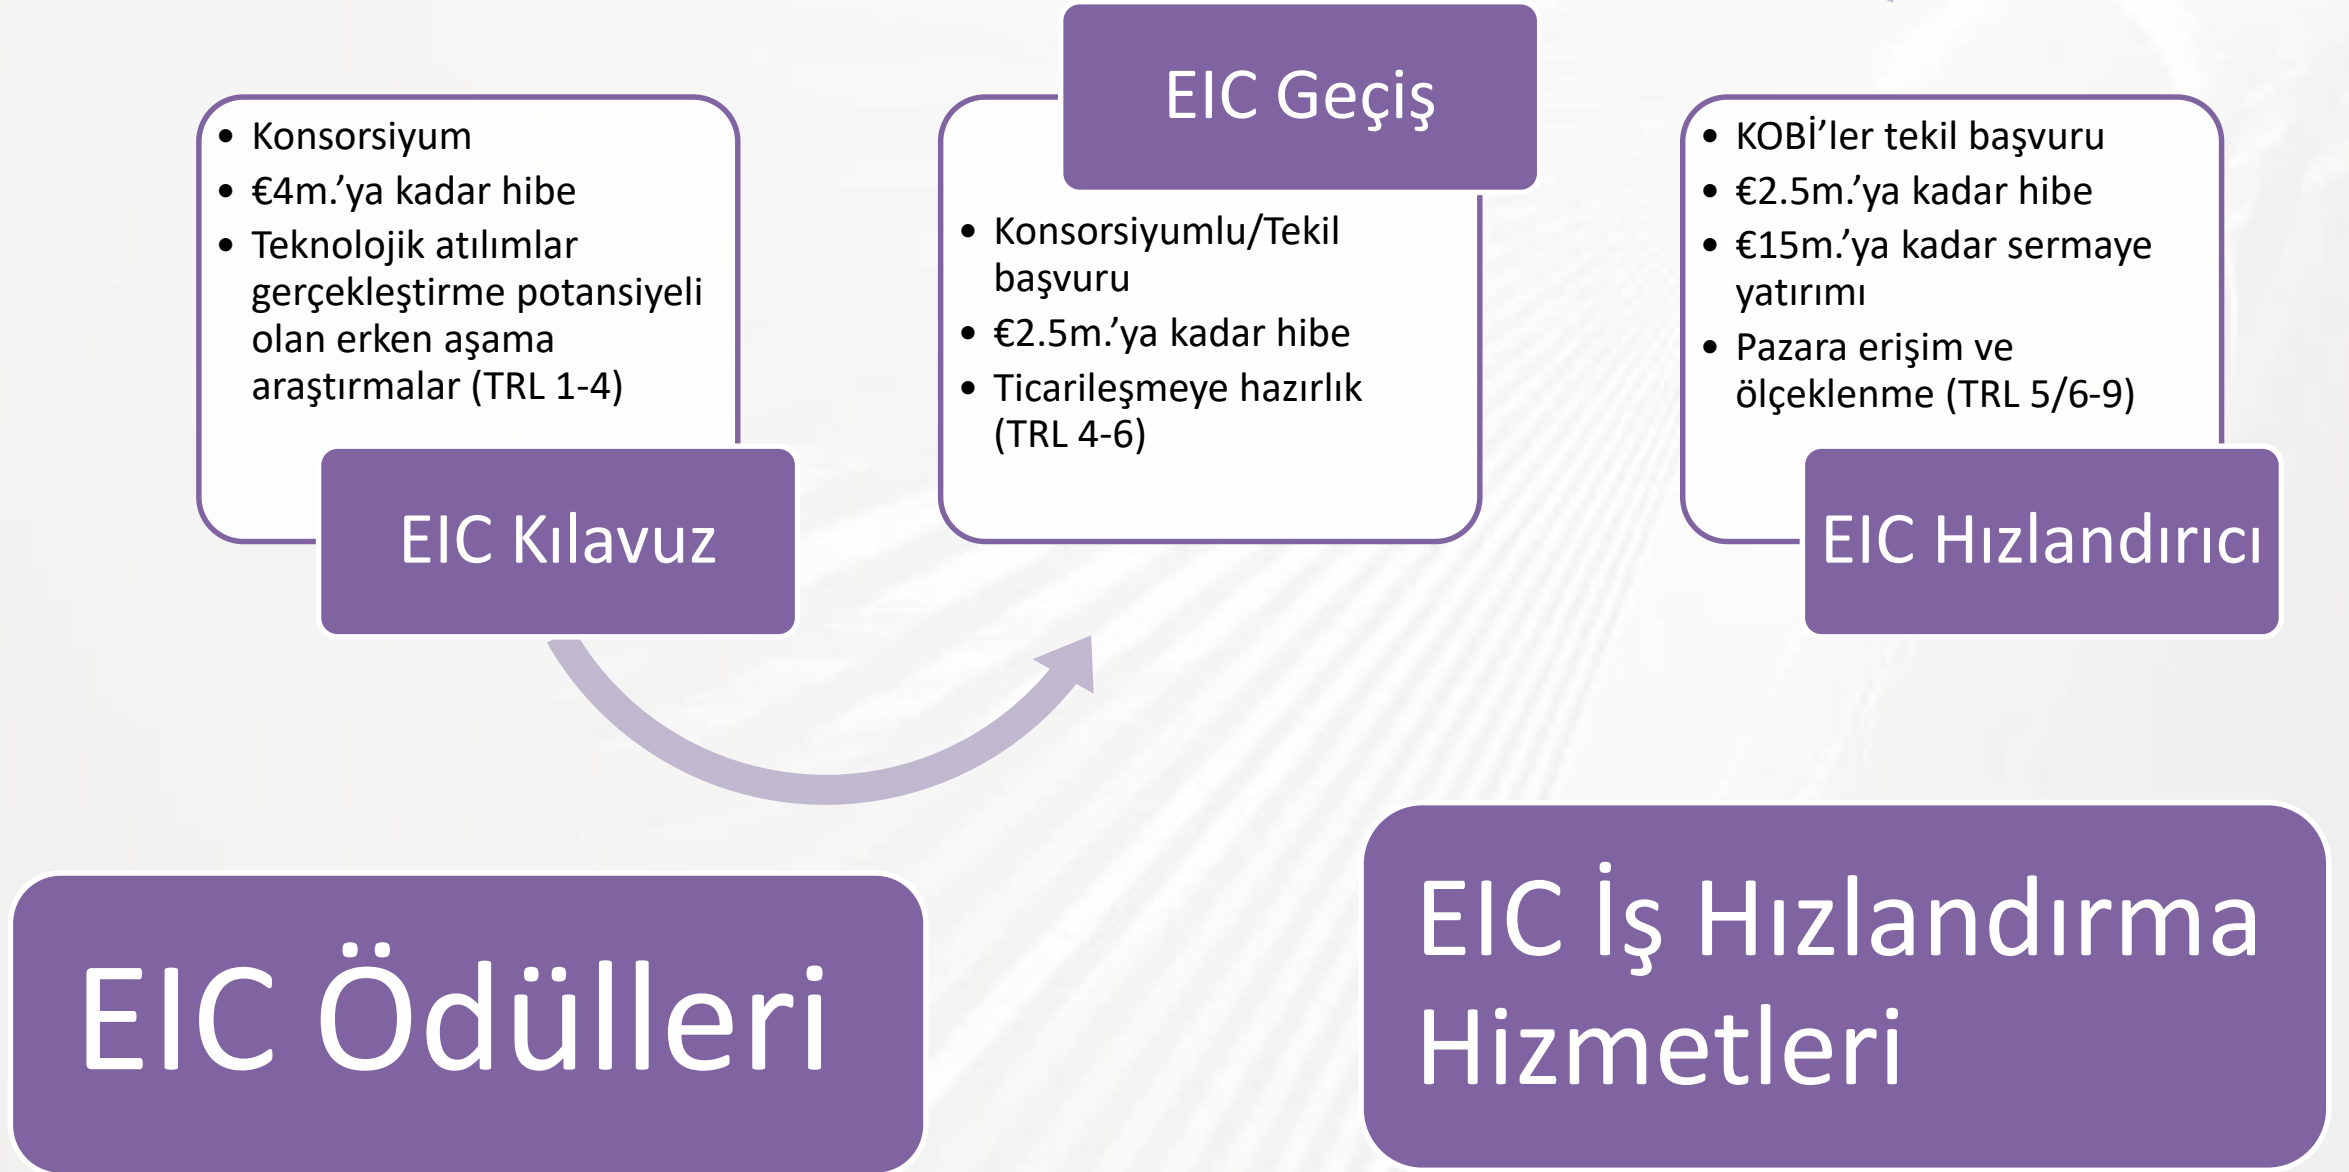 • Konsorsiyum
• €4m.’ya kadar hibe
• Teknolojik atılımlar
gerçekleştirme potansiyeli
olan erken aşama
araştırmalar (TRL 1-4)
EIC Kılavuz
EIC Geçiş
• Konsorsiyumlu/Tekil
başvuru
• €2.5m.’ya kadar hibe
• Ticarileşmeye hazırlık
(TRL 4-6)
• KOBİ’ler tekil başvuru
• €2.5m.’ya kadar hibe
• €15m.’ya kadar sermaye
yatırımı
• Pazara erişim ve
ölçeklenme (TRL 5/6-9)
EIC Hızlandırıcı
EIC Ödülleri
EIC İş Hızlandırma
Hizmetleri